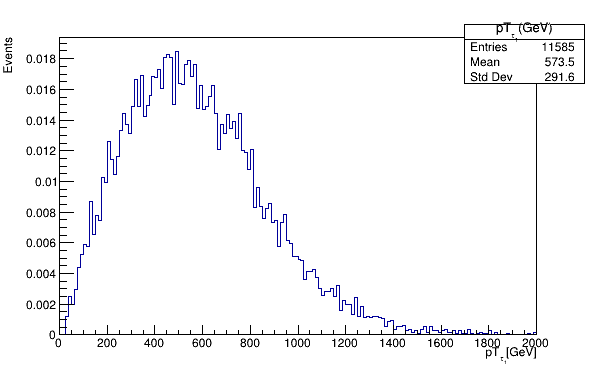 pTτ1(GeV)
Entries 11585
Mean 573.5
Std Dev 291.6
Events
0.018
0.016
0.014
0.012
0.01
0.008
0.006
0.004
0.002
0
0 200 400 600 800 1000 1200 1400 1600 1800 2000
pTτ1[GeV]